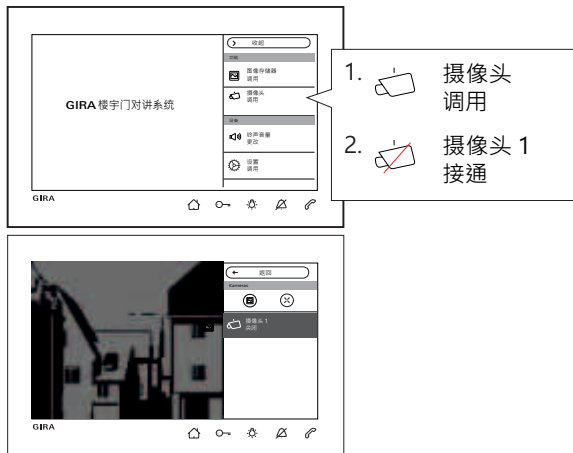 收起
功能
图像存储器
调用
摄像头
调用
GIRA 楼宇门对讲系统
设备
铃声音量
更改
设置
调用
GIRA
1. 摄像头
调用
2. 摄像头 1
接通
返回
Cameras
摄像头 1
关闭
GIRA